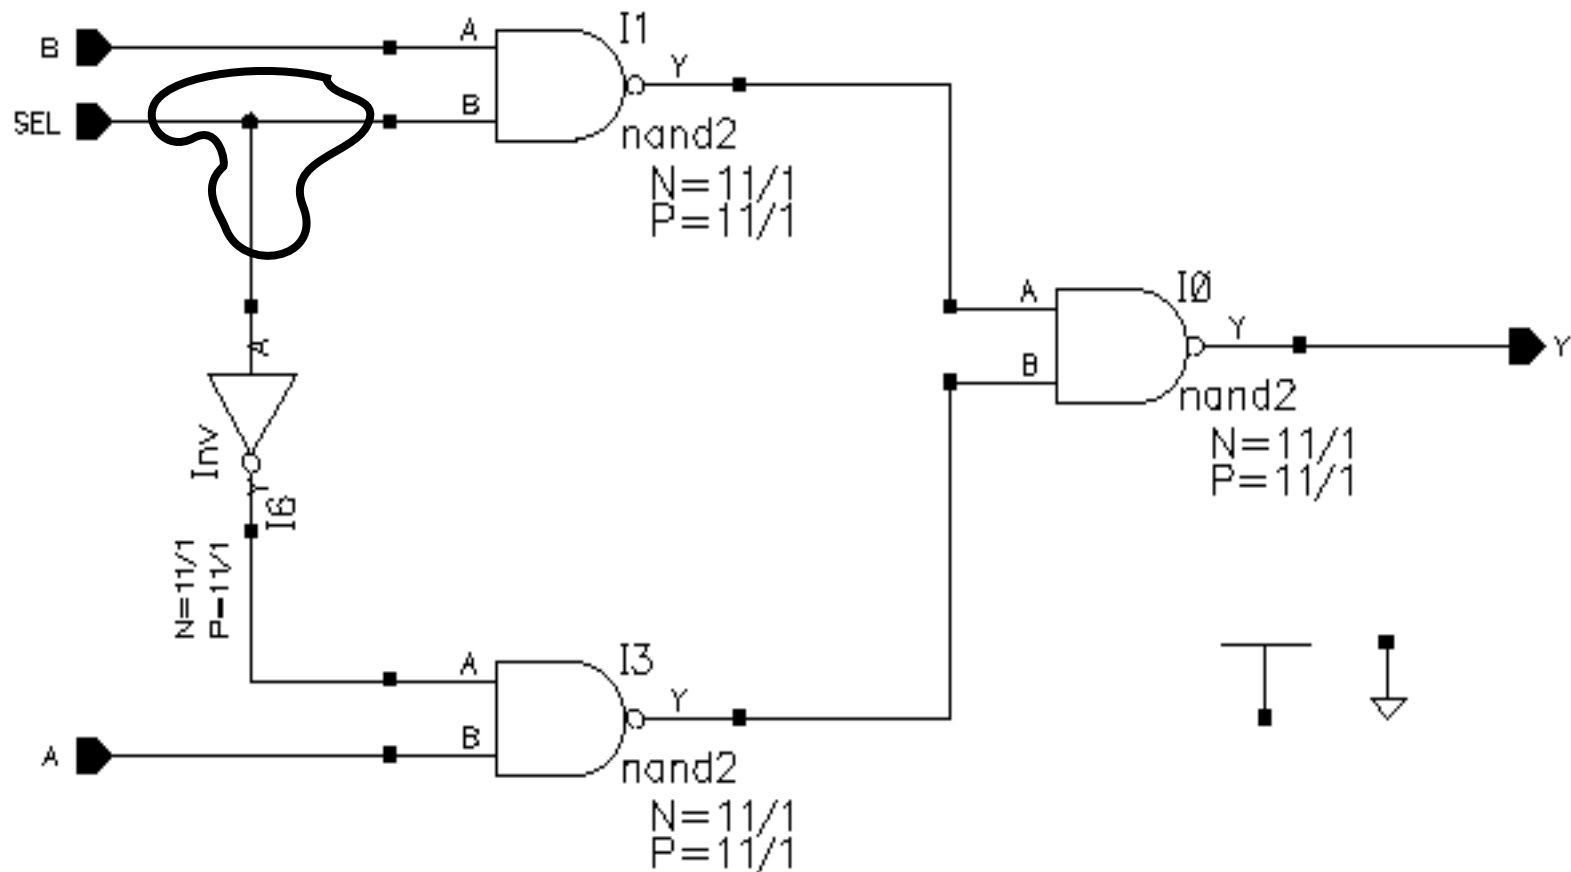 B
A
I1
Y
SEL
B
nand2
N=11/1
P=11/1
A
Inv
Y
I6
N=11/1
P=11/1
A
I0
Y
Y
B
nand2
N=11/1
P=11/1
A
I3
Y
A
B
nand2
N=11/1
P=11/1